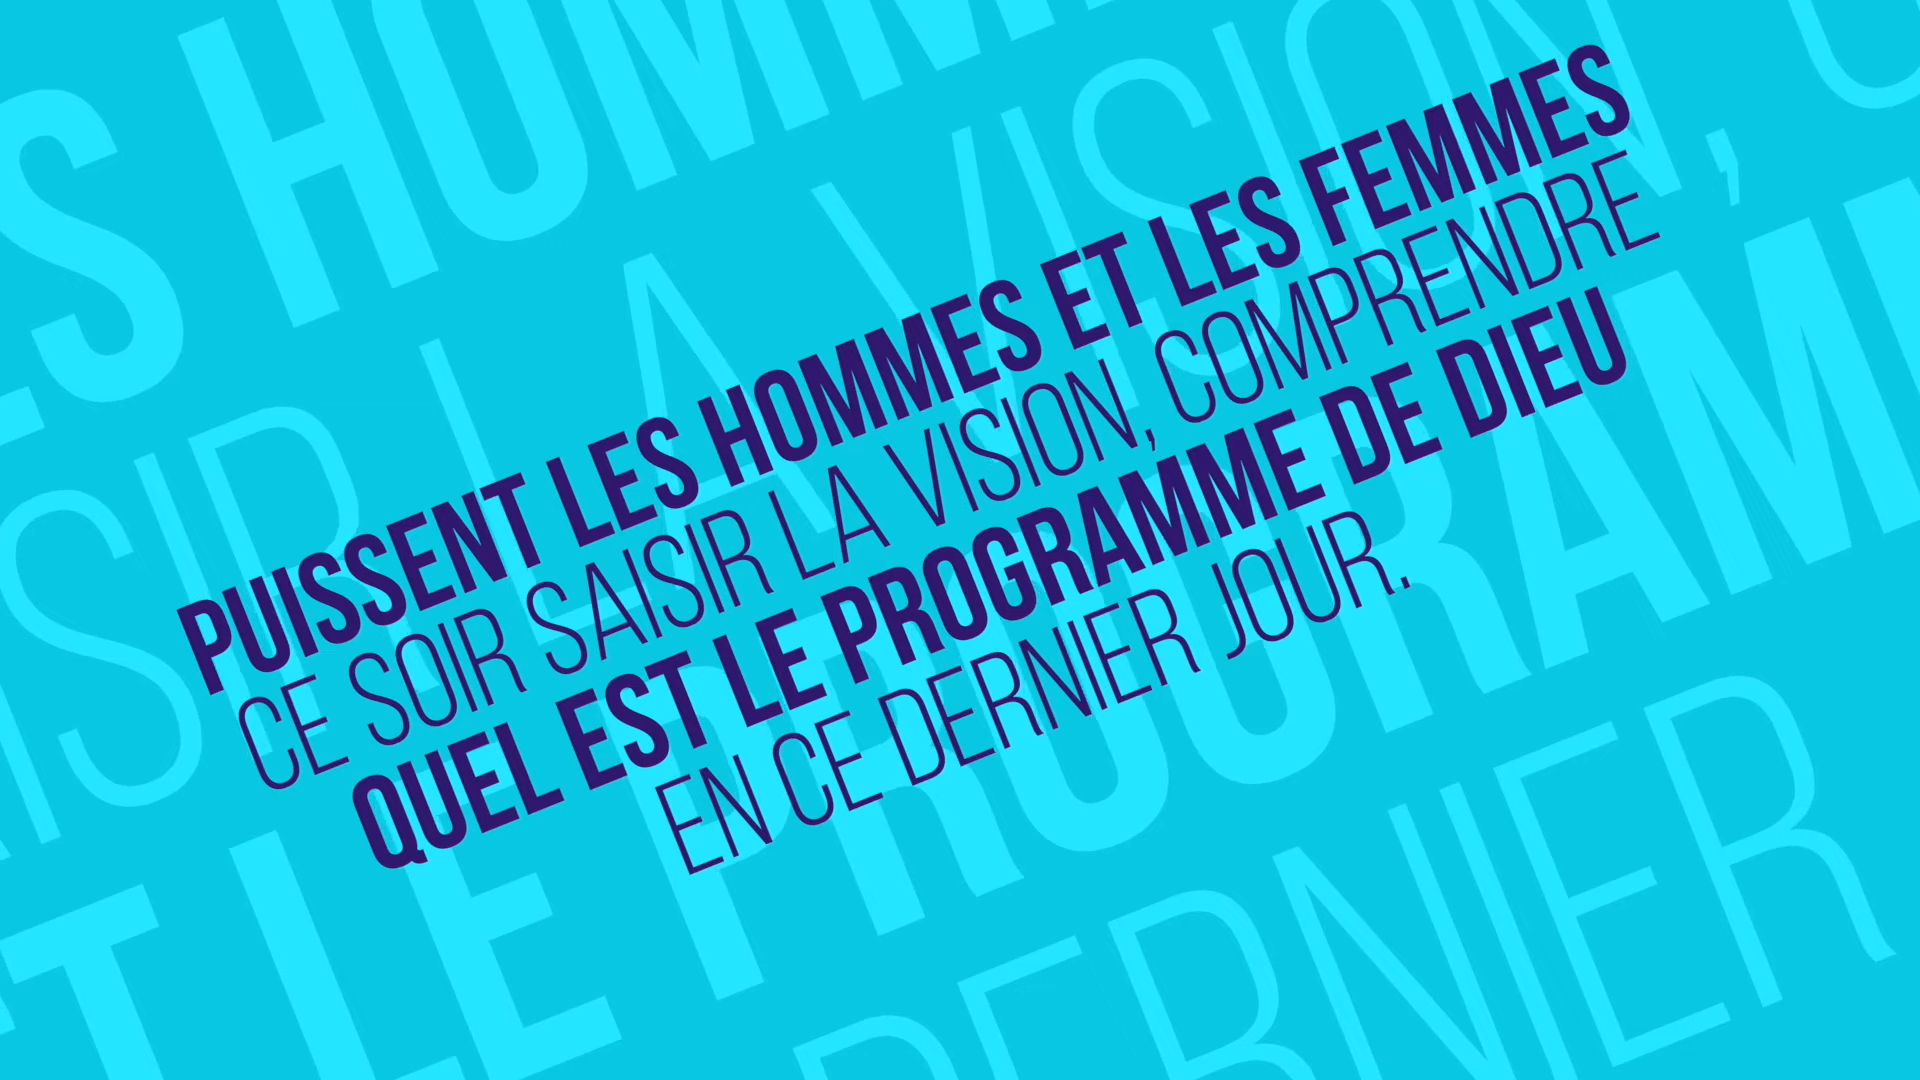 PUISSENT LES HOMMES ET LES FEMMES
CE SOIR SAISIR LA VISION, COMPRENDRE
QUEL EST LE PROGRAMME DE DIEU
EN CE DERNIER JOUR.